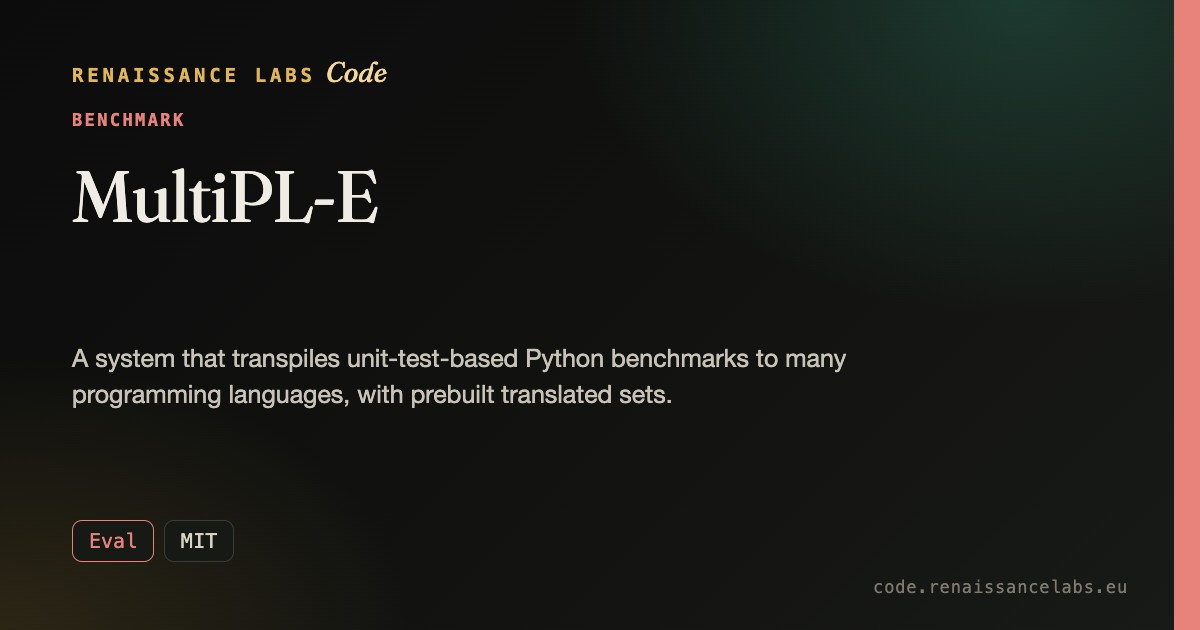 RENAISSANCE LABS Code
BENCHMARK
MultiPL-E
A system that transpiles unit-test-based Python benchmarks to many
programming languages, with prebuilt translated sets.
Eval MIT
code.renaissancelabs.eu